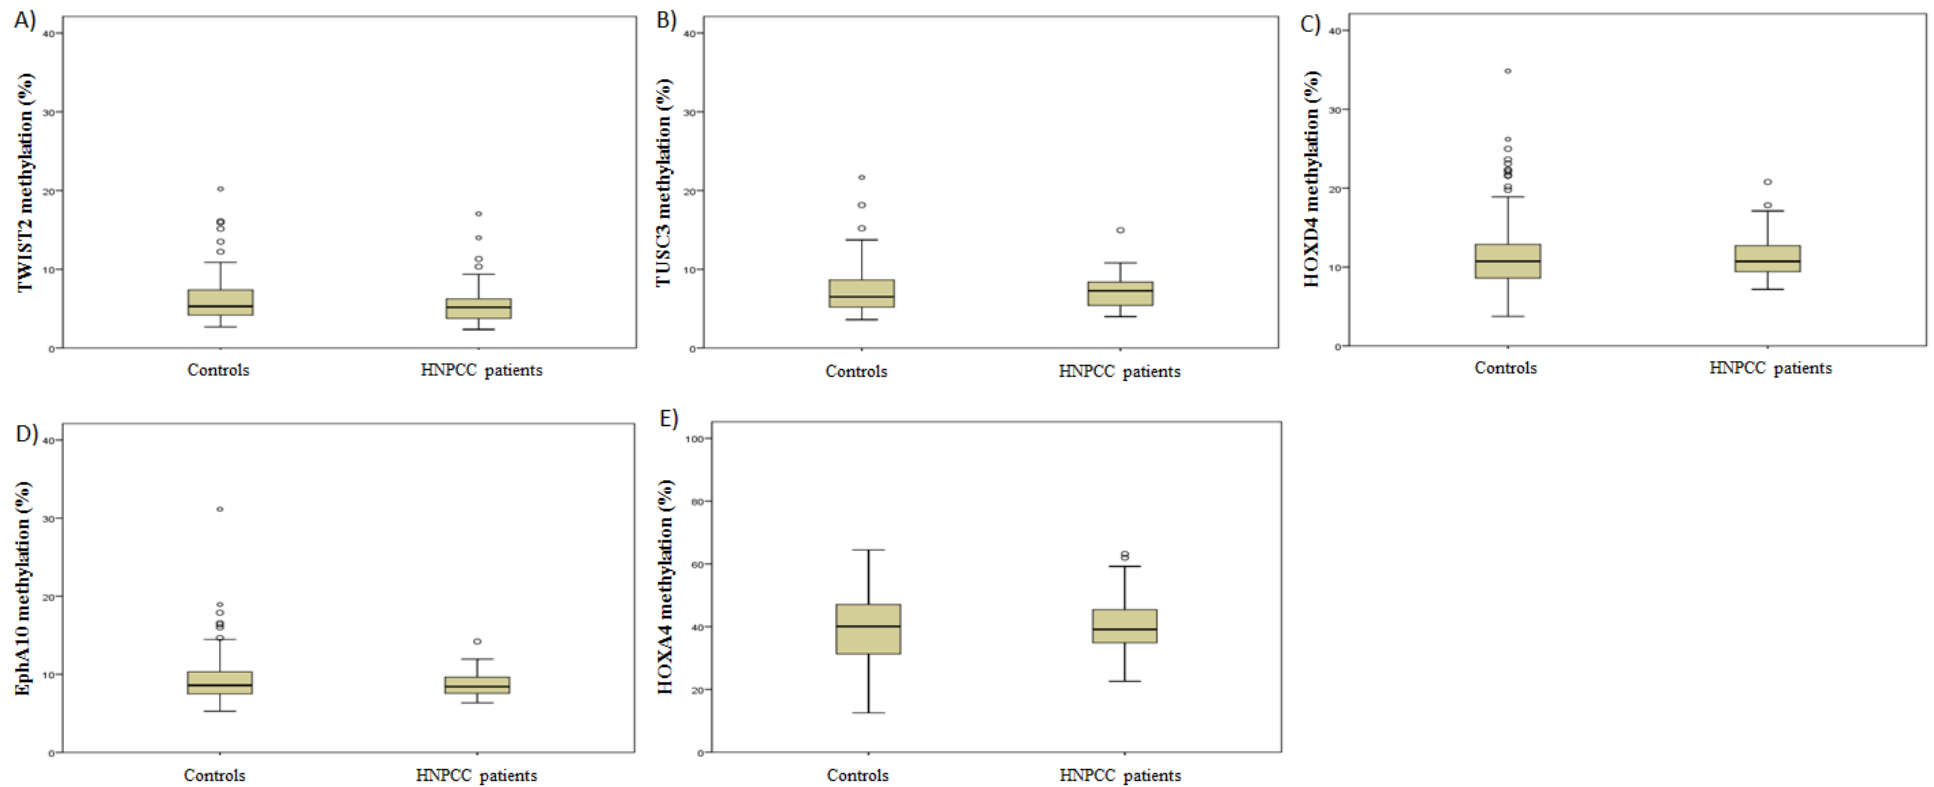 A)
TWIST2 methylation (%)
40
30
20
10
0
Controls HNPCC patients
B)
TUSC3 methylation (%)
40
30
20
10
0
Controls HNPCC patients
C)
HOXD4 methylation (%)
40
30
20
10
0
Controls HNPCC patients
D)
EphA10 methylation (%)
40
30
20
10
0
Controls HNPCC patients
E)
HOXA4 methylation (%)
100
80
60
40
20
0
Controls HNPCC patients